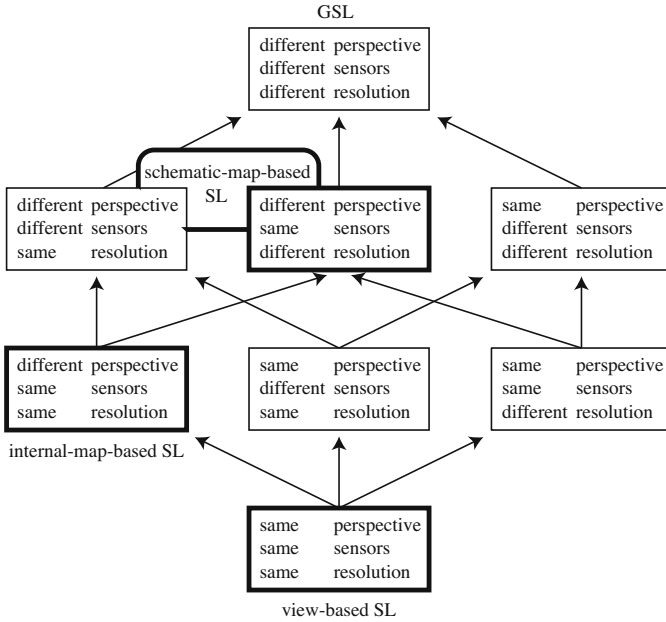 GSL
different perspective
different sensors
different resolution
schematic-map-based
SL
different perspective
different sensors
same resolution
different perspective
same sensors
different resolution
same perspective
different sensors
different resolution
different perspective
same sensors
same resolution
same perspective
different sensors
same resolution
same perspective
same sensors
different resolution
internal-map-based SL
same perspective
same sensors
same resolution
view-based SL